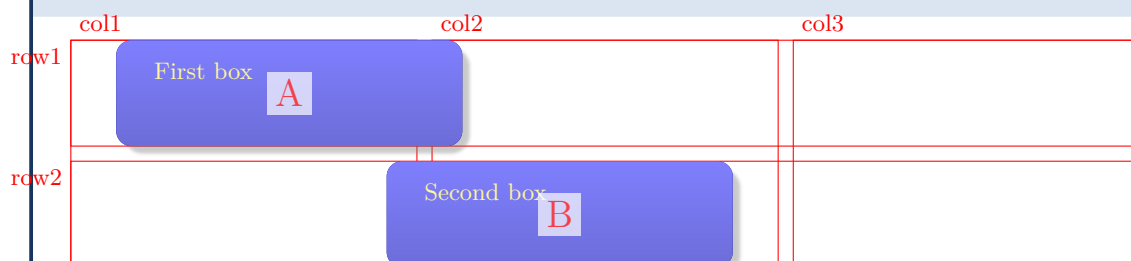 col1
col2
col3
row1
First box
A
row2
Second box
B